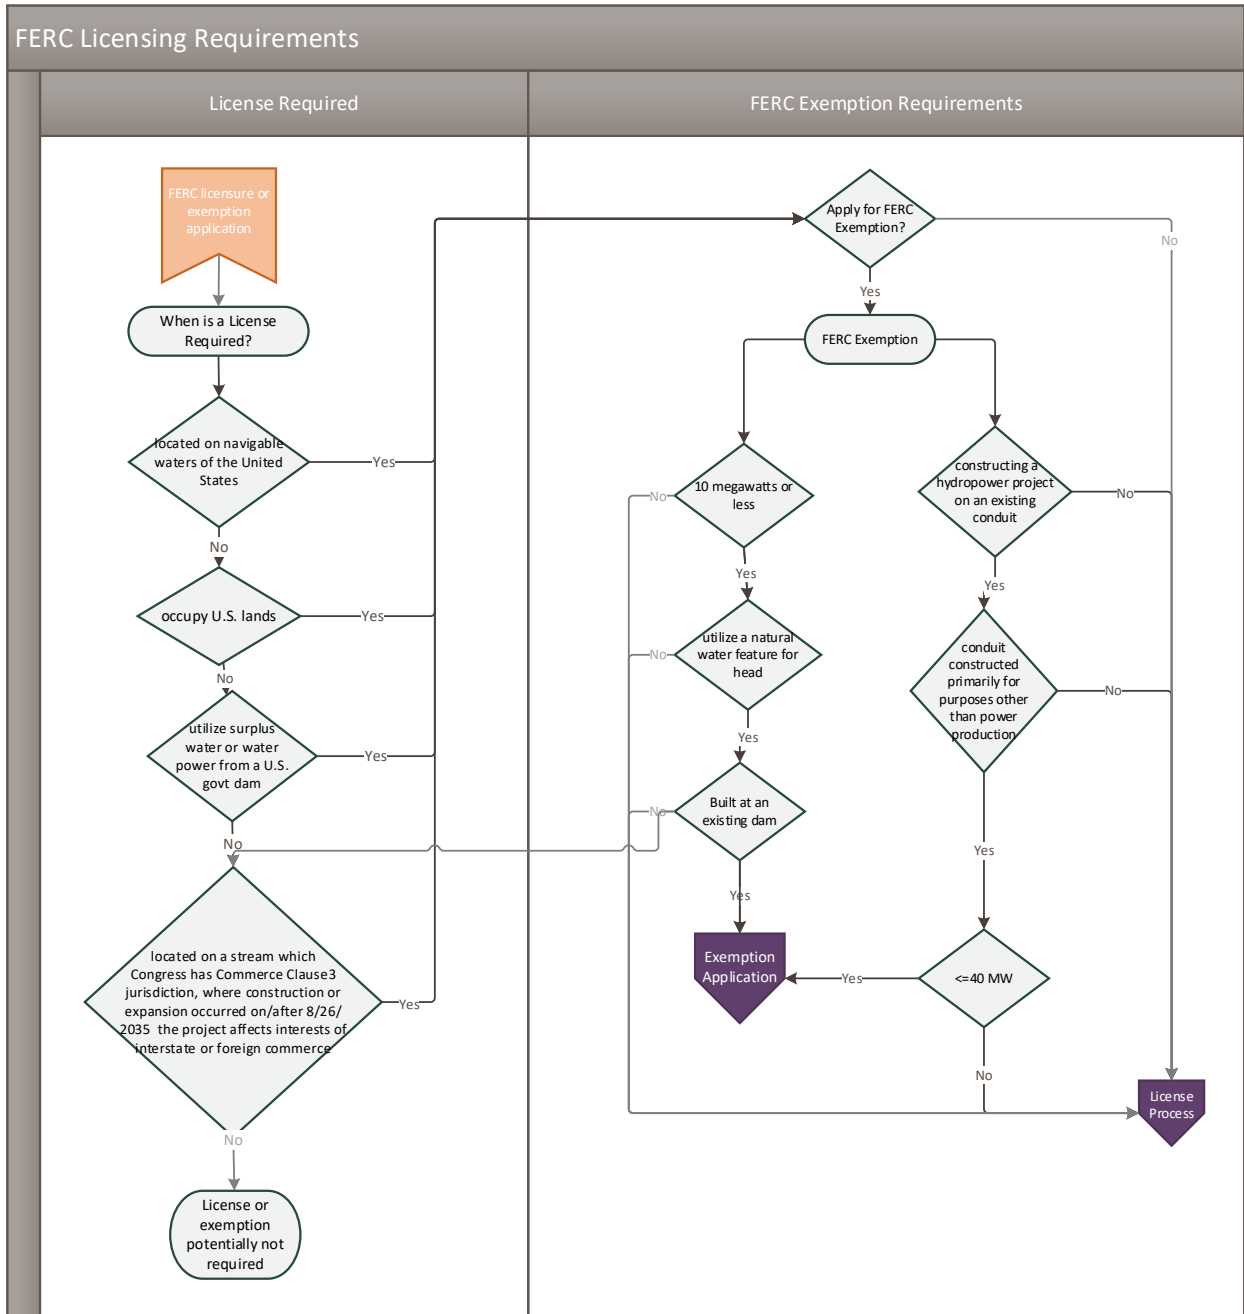 FERC Licensing Requirements
License Required
FERC Exemption Requirements
FERC licensure or
exemption
application
When is a License
Required?
located on navigable
waters of the United
States
Yes
No
occupy U.S. lands
Yes
No
utilize surplus
water or water
power from a U.S.
govt dam
Yes
No
located on a stream which
Congress has Commerce Clause3
jurisdiction, where construction or
expansion occurred on/after 8/26/
2035 the project affects interests of
interstate or foreign commerce
Yes
No
License or
exemption
potentially not
required
Apply for FERC
Exemption?
No
Yes
FERC Exemption
10 megawatts or
less
No
Yes
utilize a natural
water feature for
head
No
Yes
Built at an
existing dam
No
Yes
Exemption
Application
constructing a
hydropower project
on an existing
conduit
No
Yes
conduit
constructed
primarily for
purposes other
than power
production
No
Yes
<=40 MW
Yes
No
License
Process